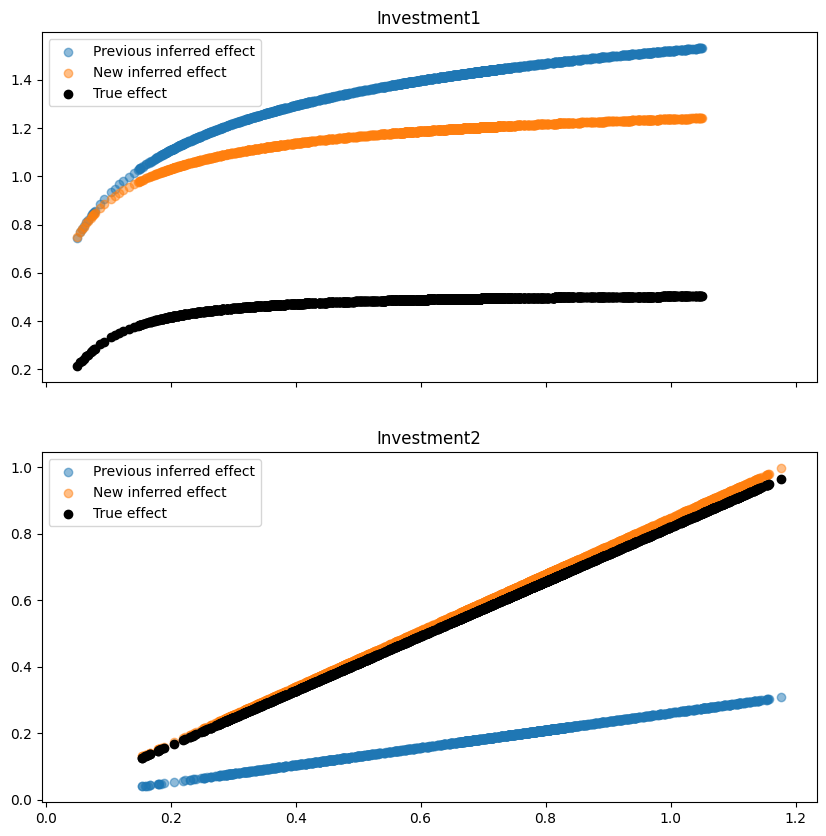 Investment1
Previous inferred effect
New inferred effect
True effect
1.4
1.2
1.0
0.8
0.6
0.4
0.2
Investment2
Previous inferred effect
New inferred effect
True effect
1.0
0.8
0.6
0.4
0.2
0.0
0.0 0.2 0.4 0.6 0.8 1.0 1.2